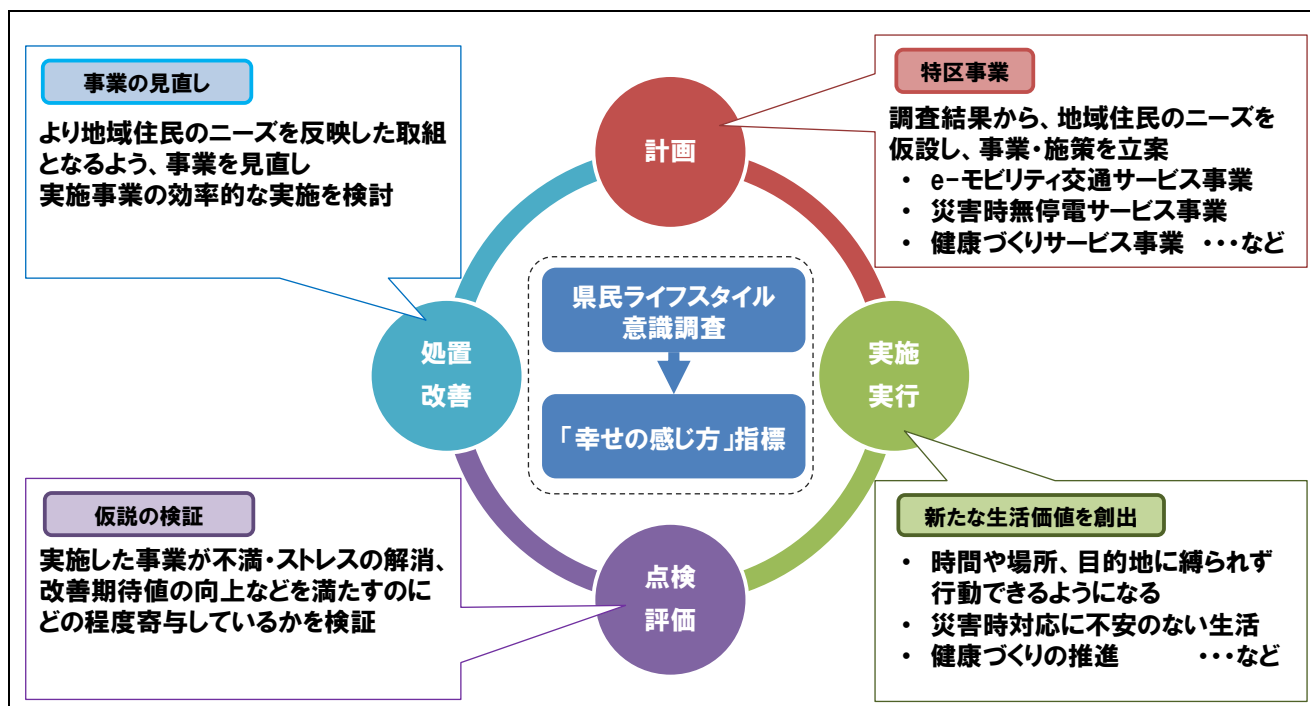 事業の見直し
より地域住民のニーズを反映した取組
となるよう、事業を見直し
実施事業の効率的な実施を検討
計画
特区事業
調査結果から、地域住民のニーズを
仮設し、事業・施策を立案
・ e-モビリティ交通サービス事業
・ 災害時無停電サービス事業
・ 健康づくりサービス事業 ・・・など
県民ライフスタイル
意識調査
「幸せの感じ方」指標
処置
改善
実施
実行
仮説の検証
実施した事業が不満・ストレスの解消、
改善期待値の向上などを満たすのに
どの程度寄与しているかを検証
点検
評価
新たな生活価値を創出
・ 時間や場所、目的地に縛られず
行動できるようになる
・ 災害時対応に不安のない生活
・ 健康づくりの推進 ・・・など